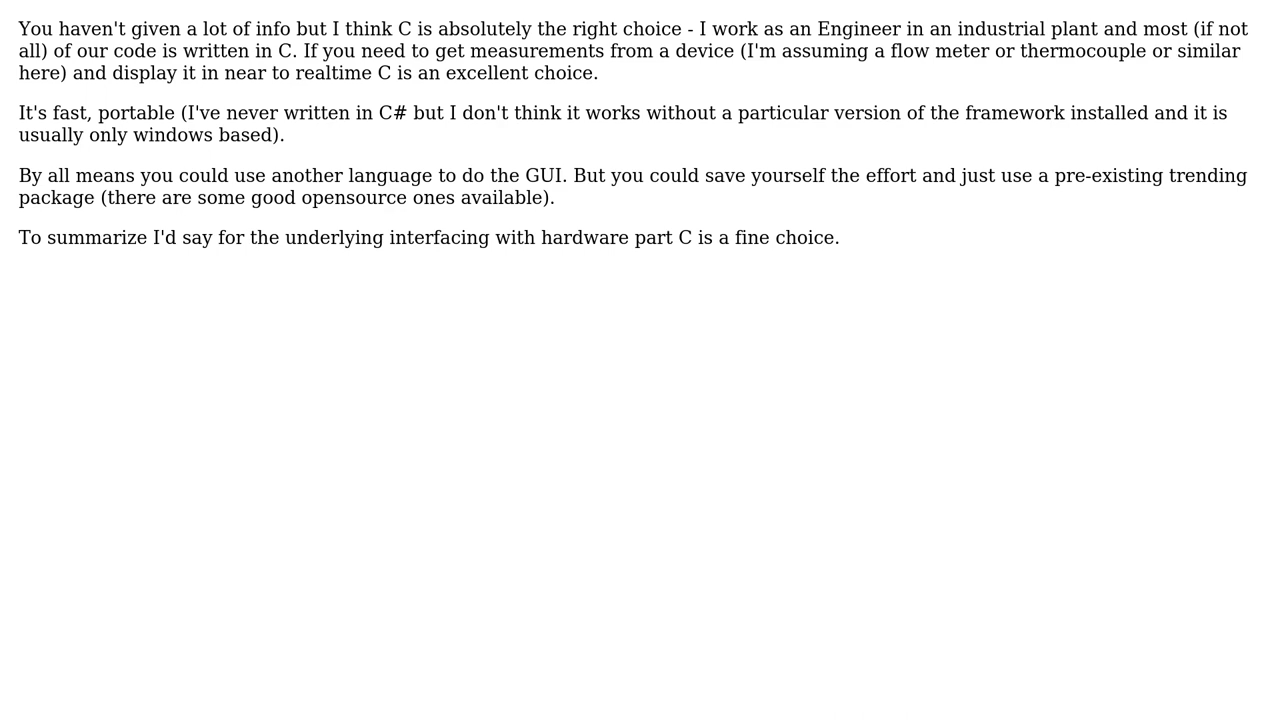 You haven't given a lot of info but I think C is absolutely the right choice - I work as an Engineer in an industrial plant and most (if not
all) of our code is written in C. If you need to get measurements from a device (I'm assuming a flow meter or thermocouple or similar
here) and display it in near to realtime C is an excellent choice.
It's fast, portable (I've never written in C# but I don't think it works without a particular version of the framework installed and it is
usually only windows based).
By all means you could use another language to do the GUI. But you could save yourself the effort and just use a pre-existing trending
package (there are some good opensource ones available).
To summarize I'd say for the underlying interfacing with hardware part C is a fine choice.